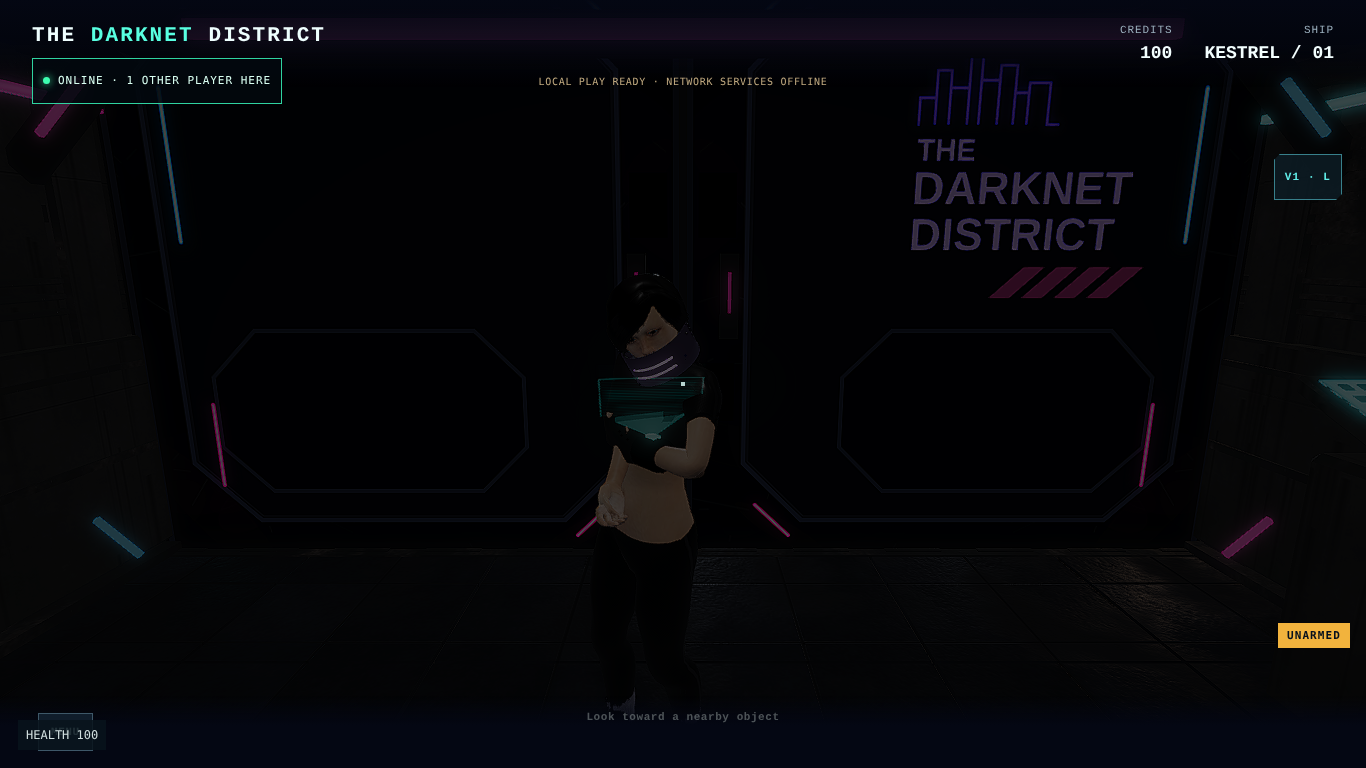 THE DARKNET DISTRICT
ONLINE · 1 OTHER PLAYER HERE
LOCAL PLAY READY · NETWORK SERVICES OFFLINE
CREDITS
100
SHIP
KESTREL / 01
THE
DARKNET
DISTRICT
V1 · L
UNARMED
Look toward a nearby object
HEALTH 100